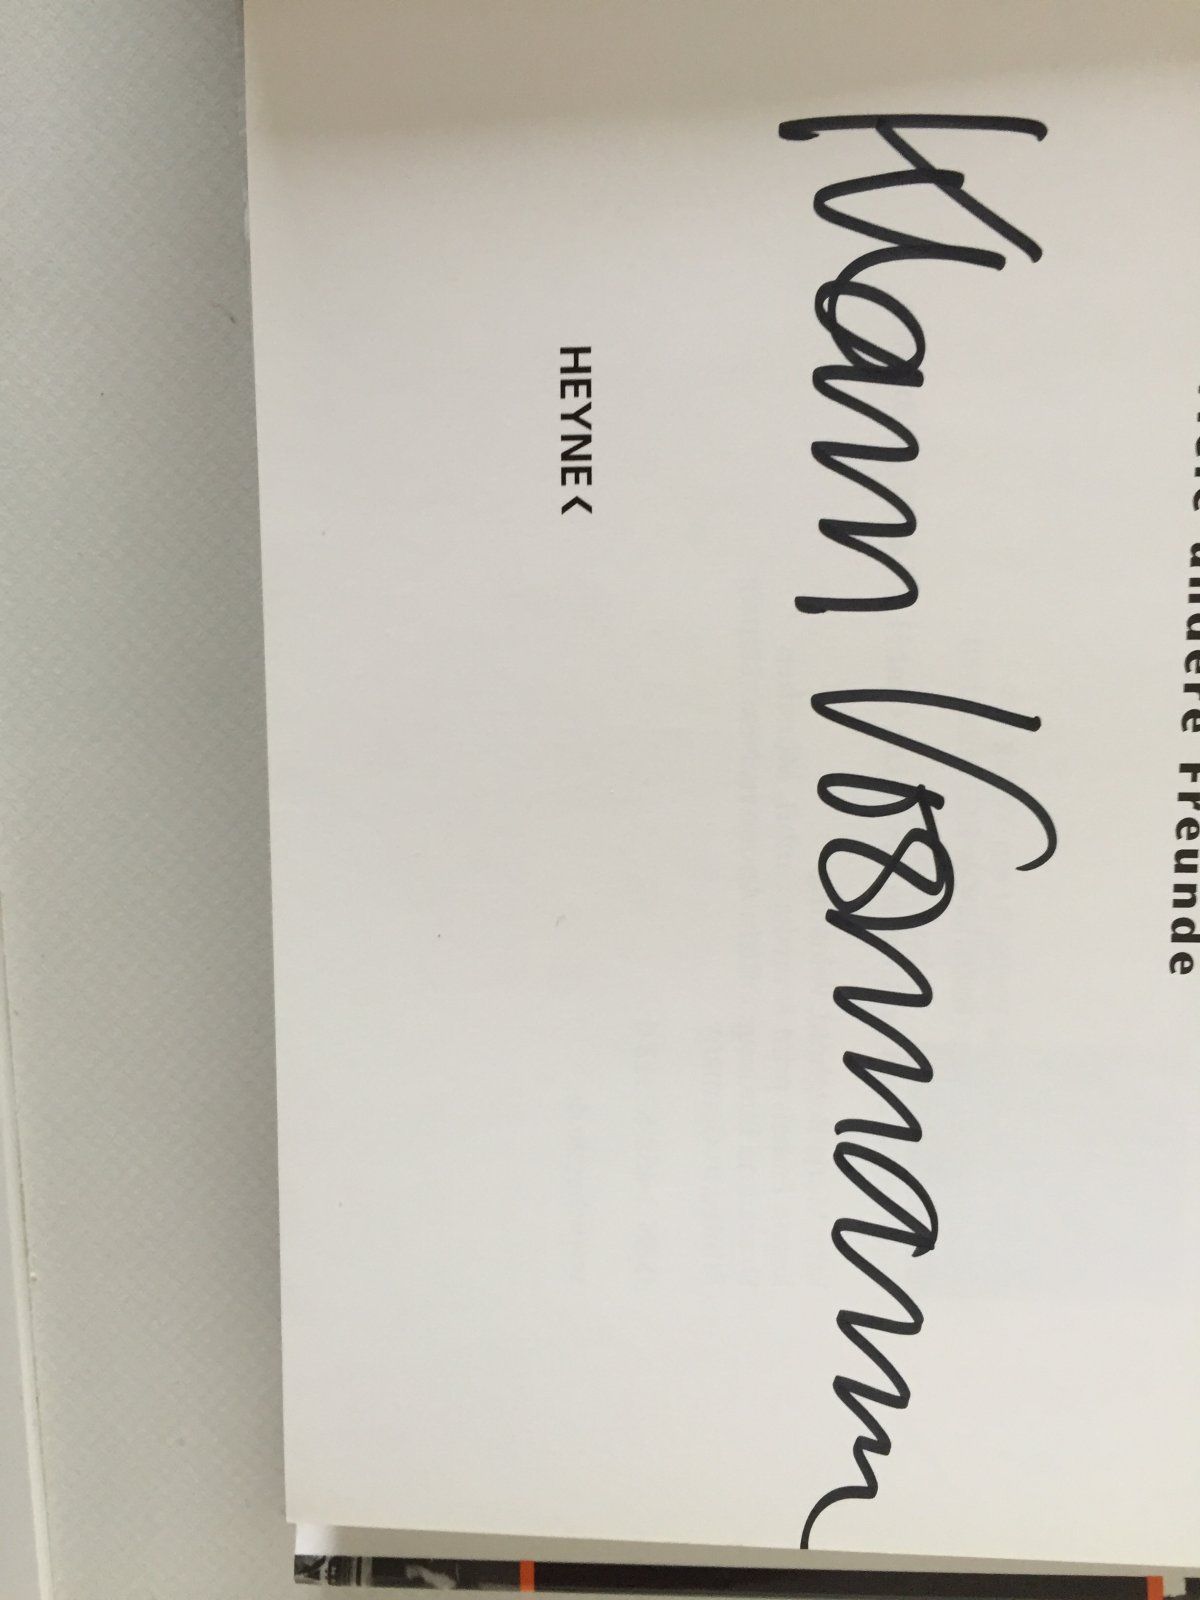 andere Freunde
Klaus Voormann
HEYNE‹